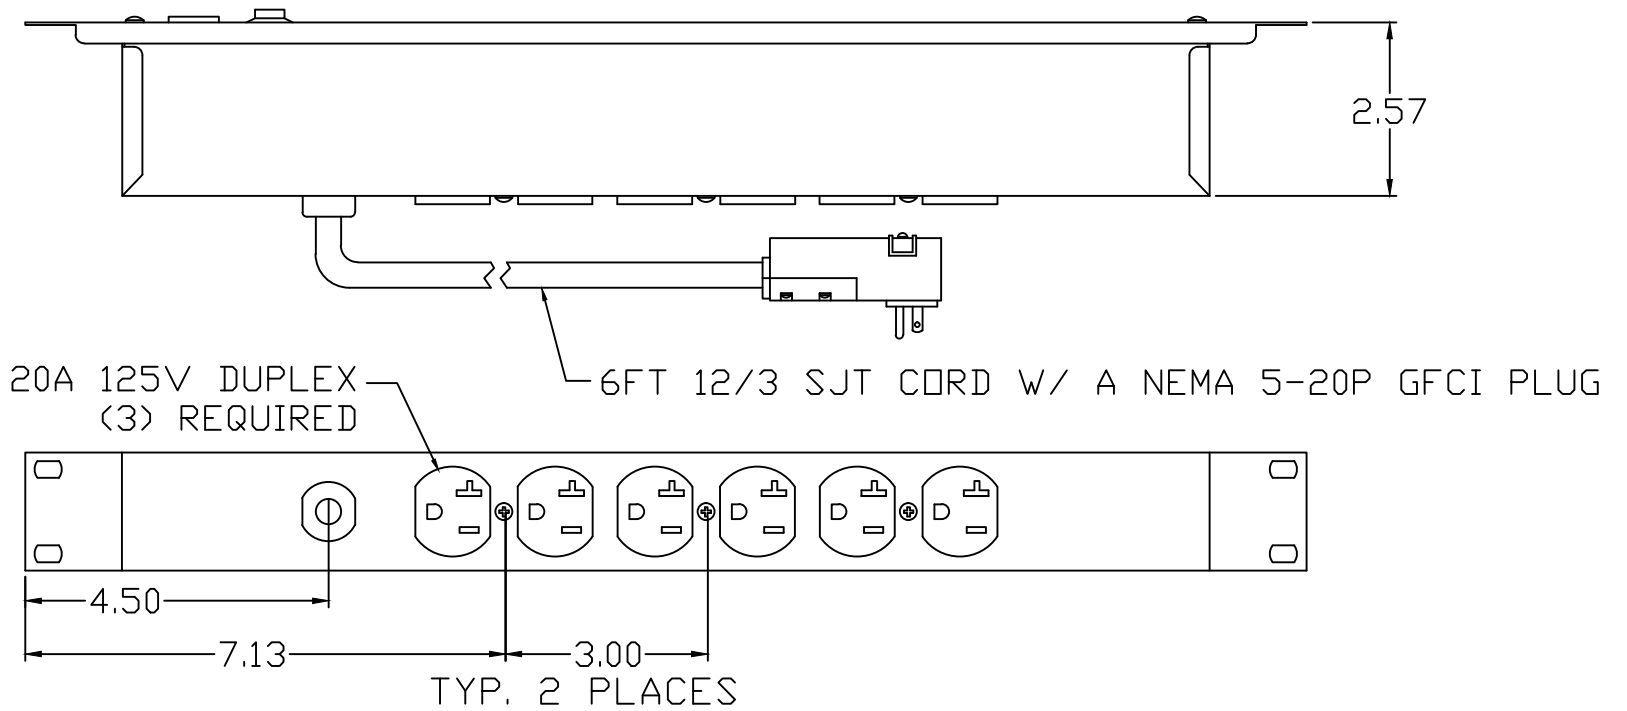 2.57
20A 125V DUPLEX
(3) REQUIRED
6FT 12/3 SJT CORD W/ A NEMA 5-20P GFCI PLUG
4.50
7.13
3.00
TYP. 2 PLACES